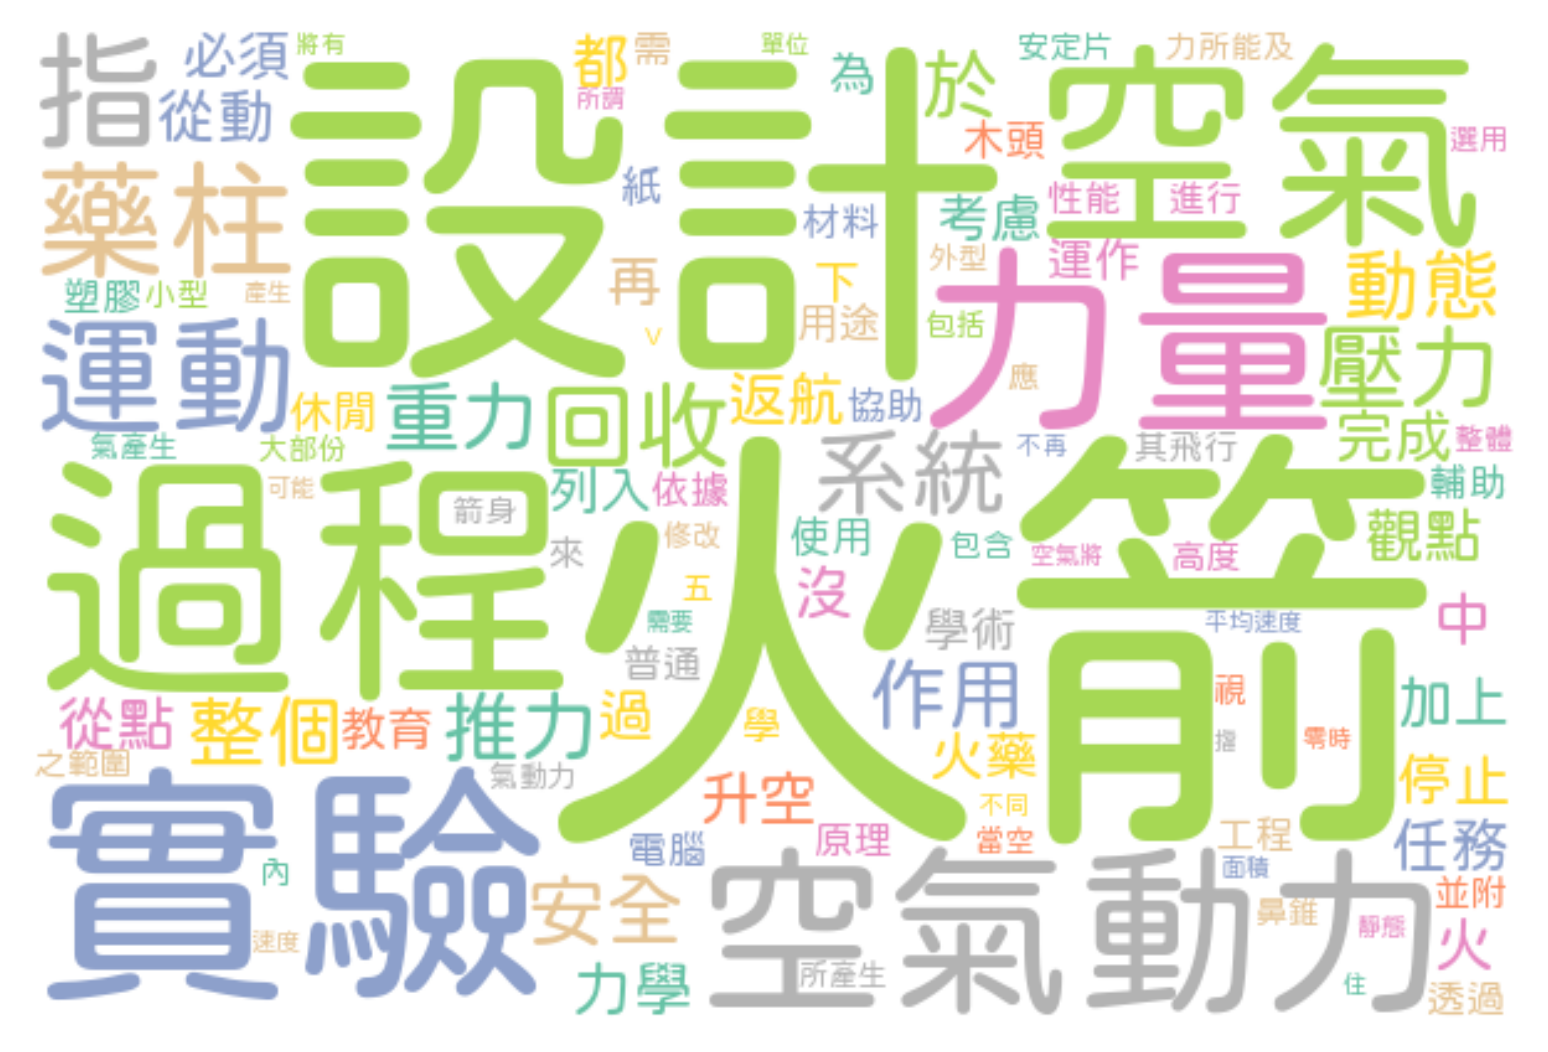 指
必須
將有
都
需
單位
為
於
安定片
力所能及
設計
空氣
從動
所謂
木頭
選用
藥柱
紙
材料
考慮
性能
進行
塑膠
小型
產生
再
下
外型
運作
力量
動態
運動
v
用途
包括
壓力
休閒
重力
回收
返航
協助
應
完成
整體
氣產生
大部份
系統
不再
其飛行
過程
可能
箭身
列入
依據
火箭
輔助
來
修改
使用
包含
空氣將
高度
觀點
五
沒
需要
學術
平均速度
中
普通
作用
視
加上
從點
整個
教育
推力
過
學
火藥
零時
之範圍
氣動力
升空
不同
停止
實驗
電腦
原理
當空
工程
任務
內
面積
安全
空氣動力
鼻錐
並附
速度
靜態
火
力學
所產生
住
透過